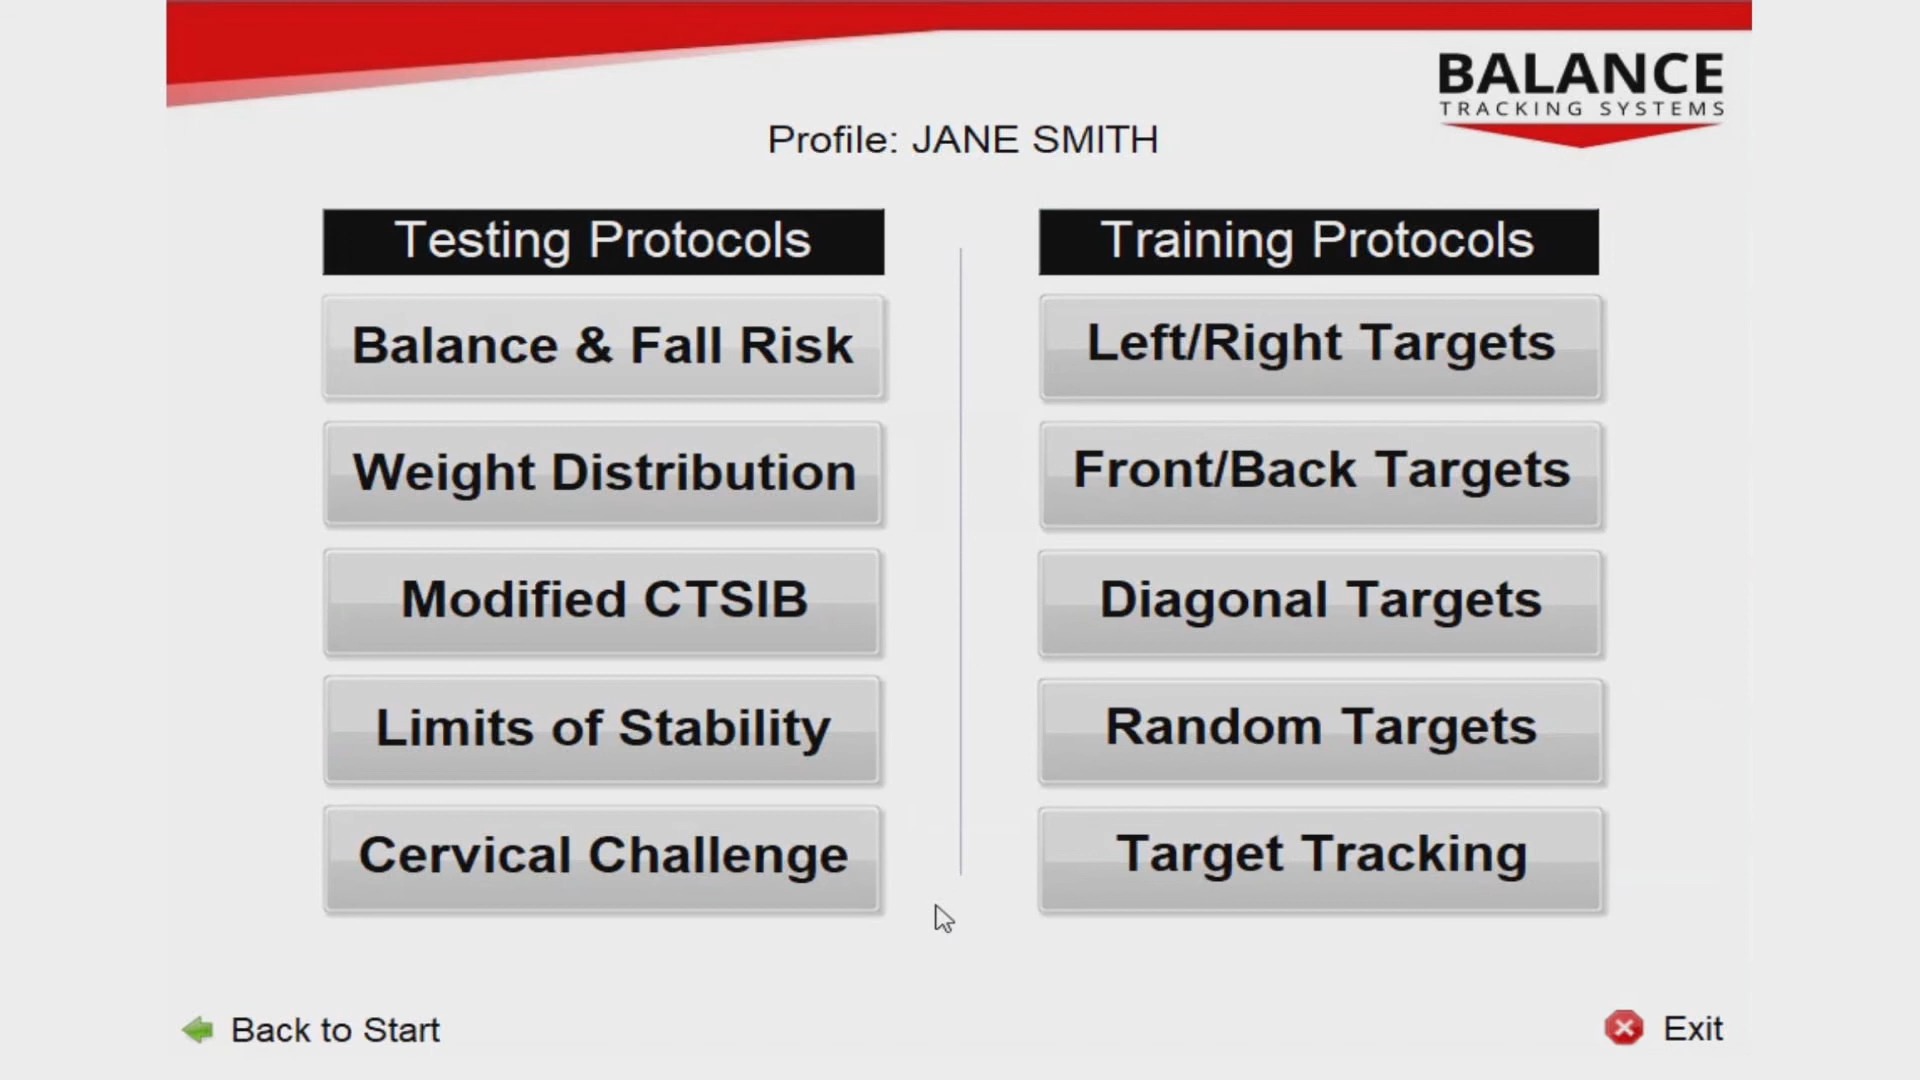 BALANCE
TRACKING SYSTEMS
Profile: JANE SMITH
Testing Protocols
Balance & Fall Risk
Weight Distribution
Modified CTSIB
Limits of Stability
Cervical Challenge
Training Protocols
Left/Right Targets
Front/Back Targets
Diagonal Targets
Random Targets
Target Tracking
Back to Start
Exit